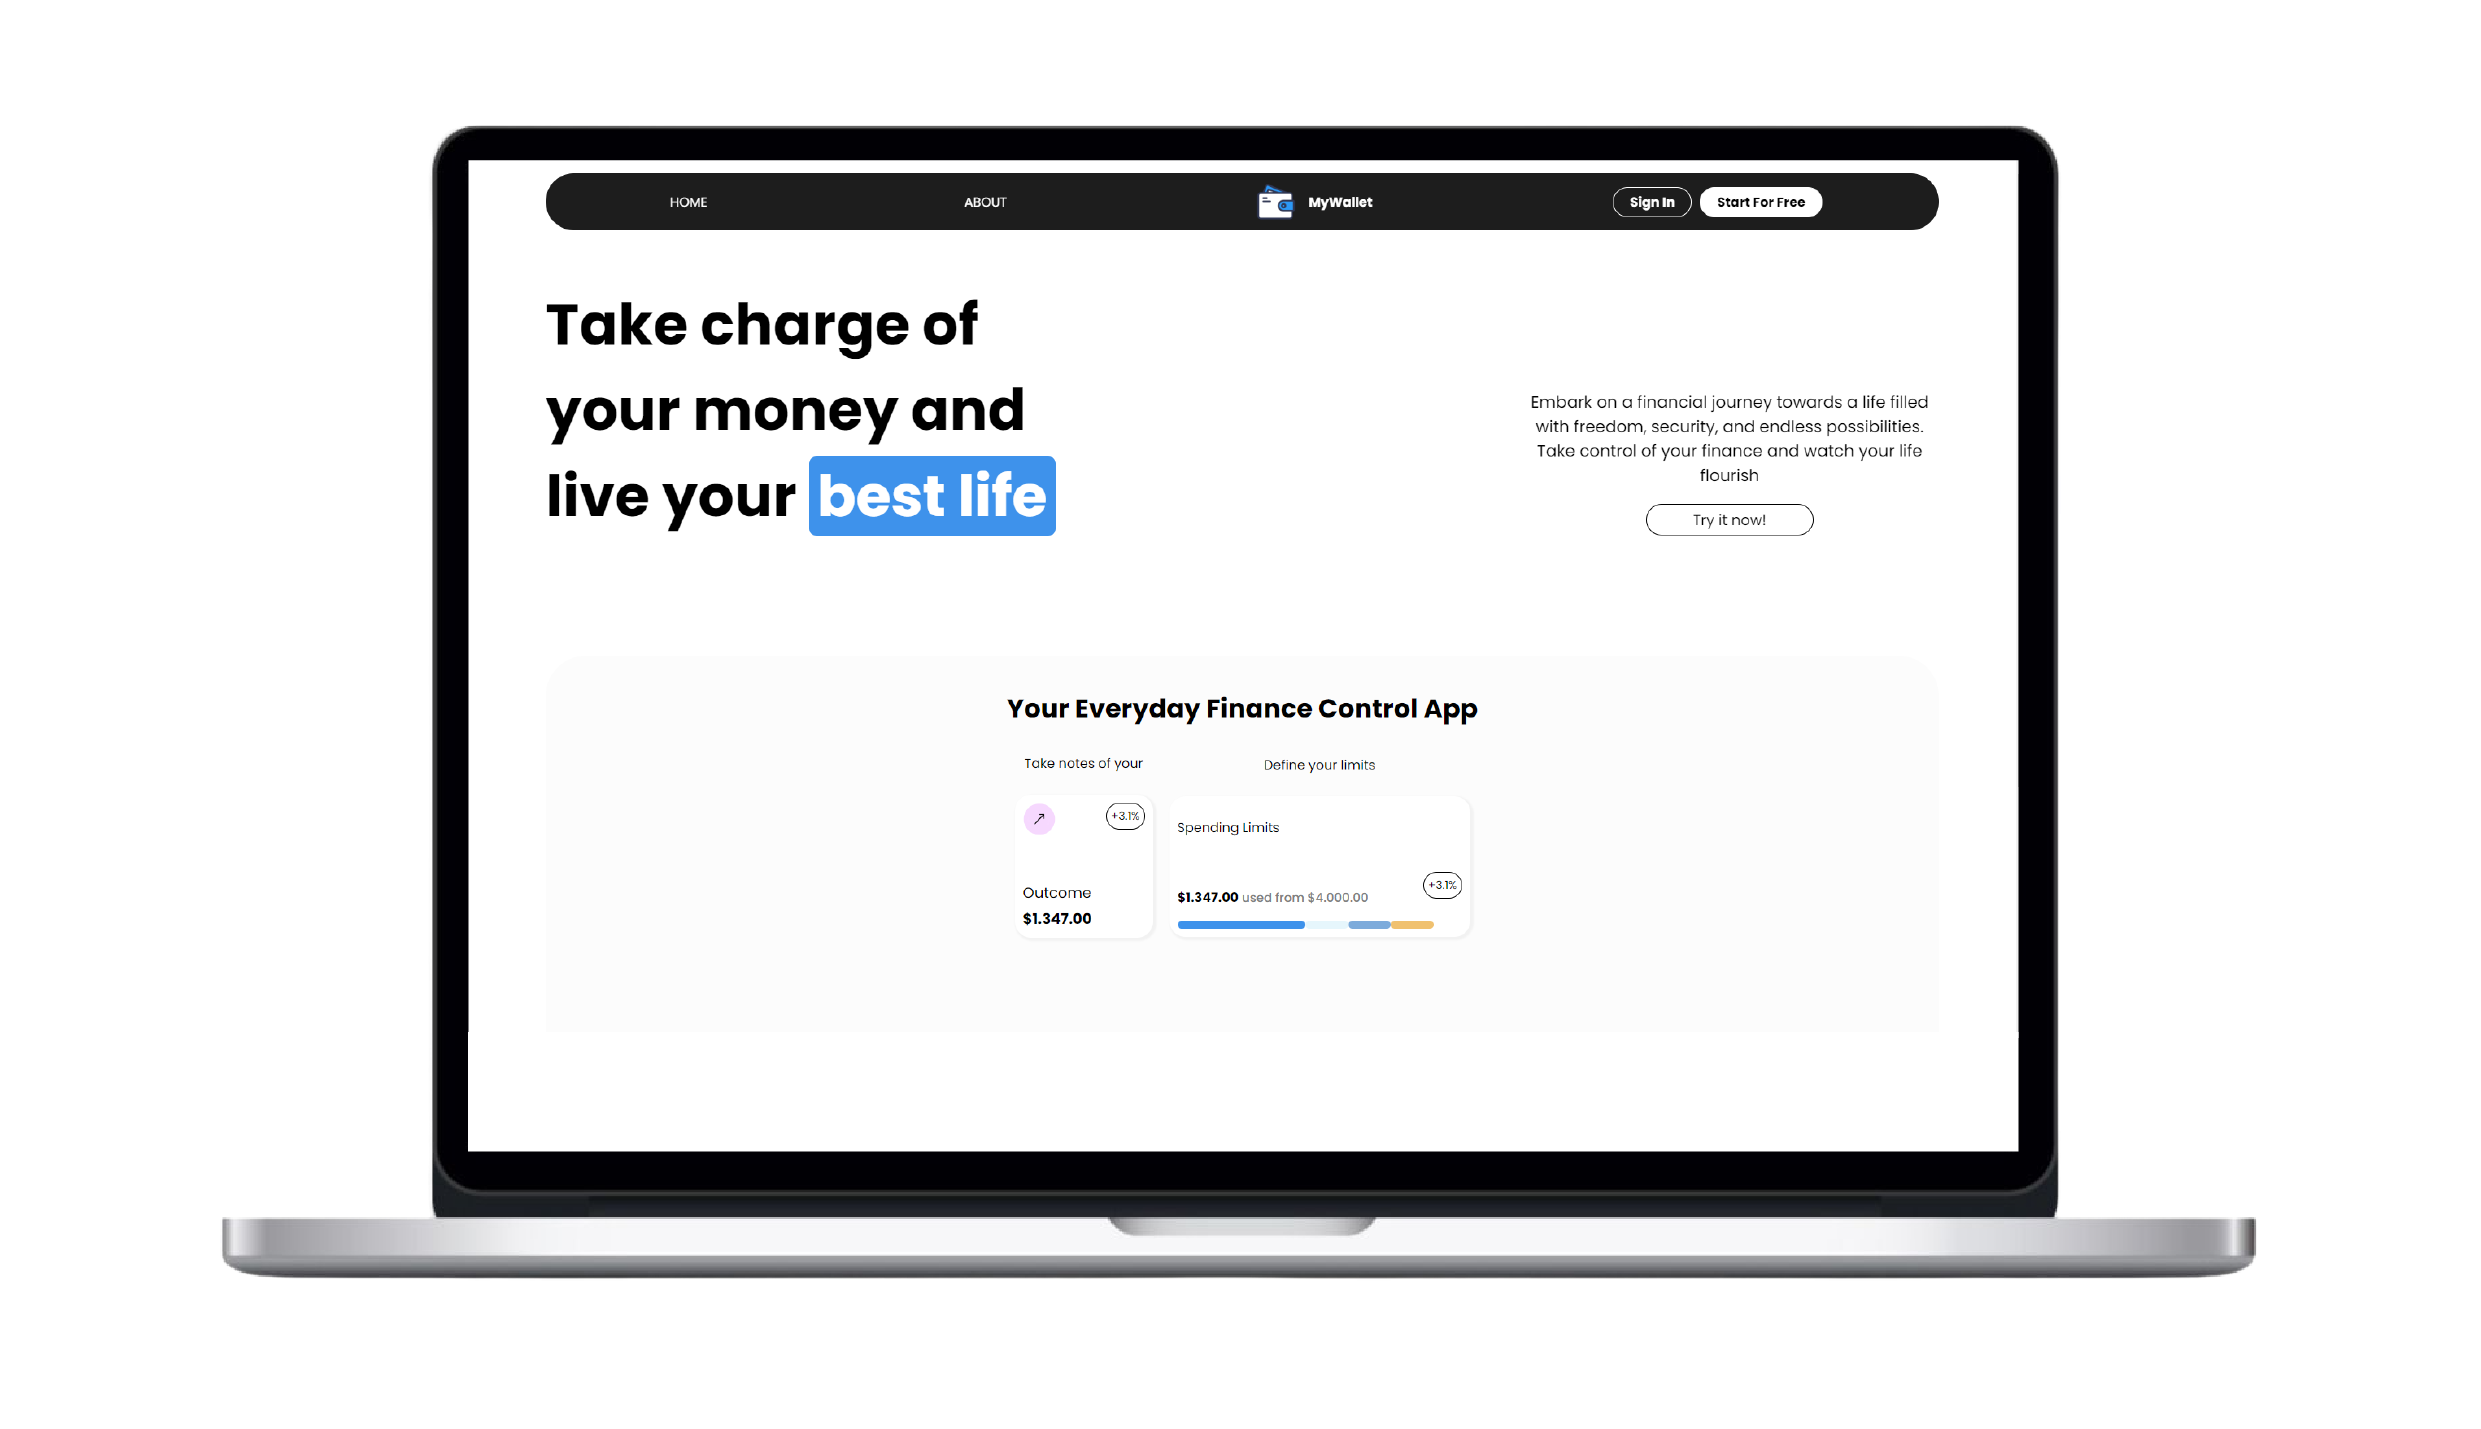 HOME
ABOUT
MyWallet
Sign In
Start For Free
Take charge of
your money and
live your best life
Embark on a financial journey towards a life filled
with freedom, security, and endless possibilities.
Take control of your finance and watch your life
flourish
Try it now!
Your Everyday Finance Control App
Take notes of your
+3.1%
Outcome
$1.347.00
Define your limits
Spending Limits
$1.347.00 used from $4.000.00
+3.1%